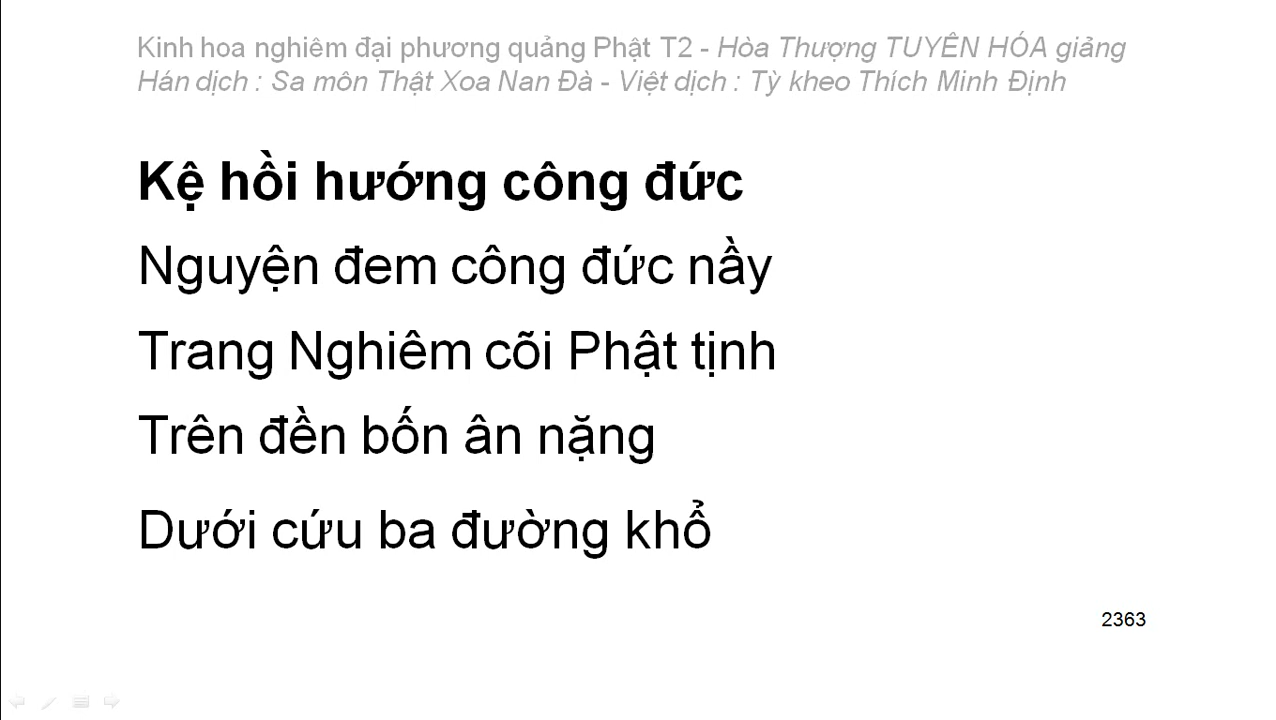 Kinh hoa nghiêm đại phương quảng Phật T2 - Hòa Thượng TUYÊN HÓA giảng
Hán dịch : Sa môn Thật Xoa Nan Đà - Việt dịch : Tỳ kheo Thích Minh Định
Kệ hồi hướng công đức
Nguyện đem công đức nầy
Trang Nghiêm cõi Phật tịnh
Trên đền bốn ân nặng
Dưới cứu ba đường khổ
2363